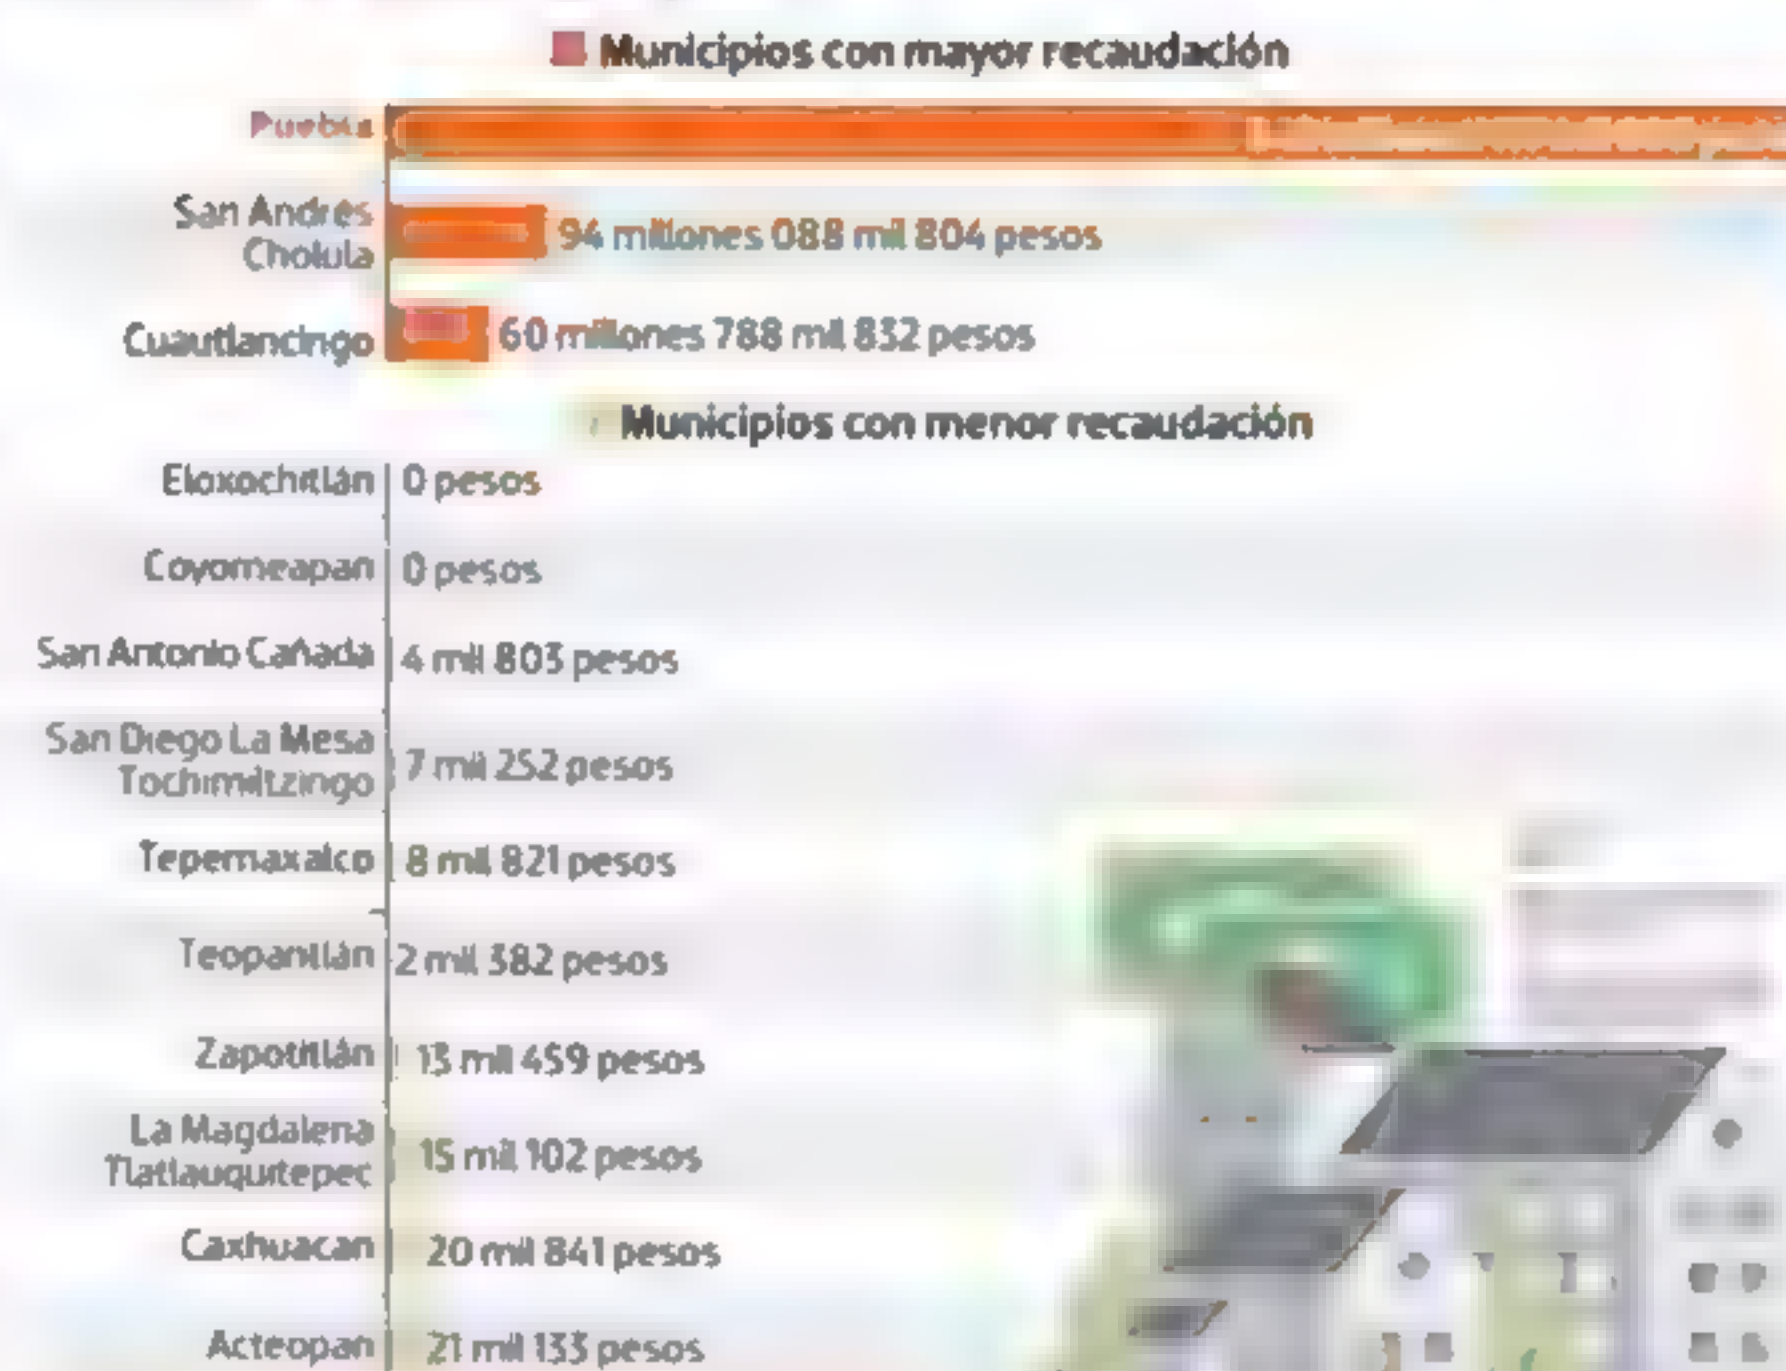 Municipios con mayor recaudación
Puebla
San Andrés
Cholula
94 millones 088 mil 804 pesos
Cuautlancingo
60 millones 788 mil 832 pesos
Municipios con menor recaudación
Eloxochitlán
0 pesos
Coyomeapan
0 pesos
San Antonio Cañada
4 mil 803 pesos
San Diego La Mesa
Tochimiltzingo
7 mil 252 pesos
Tepemaxalco
8 mil 821 pesos
Teopantlán
2 mil 382 pesos
Zapotitlán
13 mil 459 pesos
La Magdalena
Tlatlauquitepec
15 mil 102 pesos
Caxhuacan
20 mil 841 pesos
Acteopan
21 mil 133 pesos